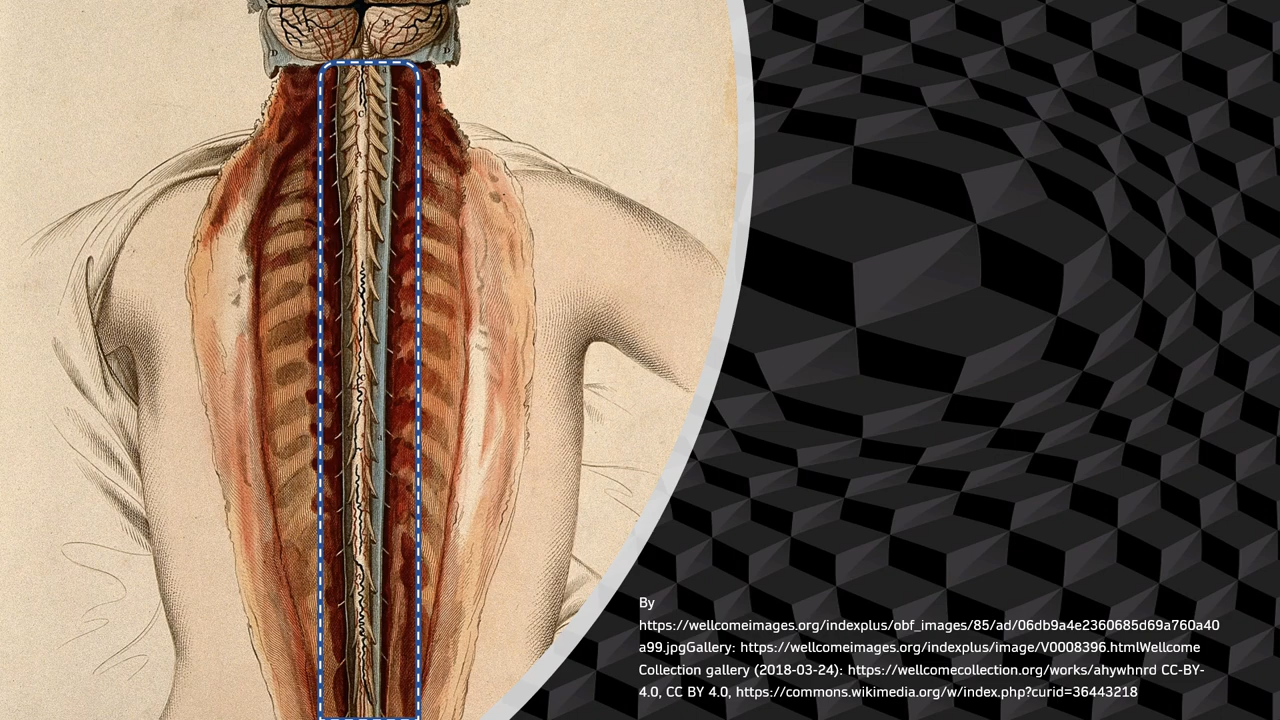 D
B
B
D
C
By
https://wellcomeimages.org/indexplus/obf_images/85/ad/06db9a4e2360685d69a760a40
a99.jpgGallery: https://wellcomeimages.org/indexplus/image/V0008396.htmlWellcome
Collection gallery (2018-03-24): https://wellcomecollection.org/works/ahywhnrd CC-BY-
4.0, CC BY 4.0, https://commons.wikimedia.org/w/index.php?curid=36443218